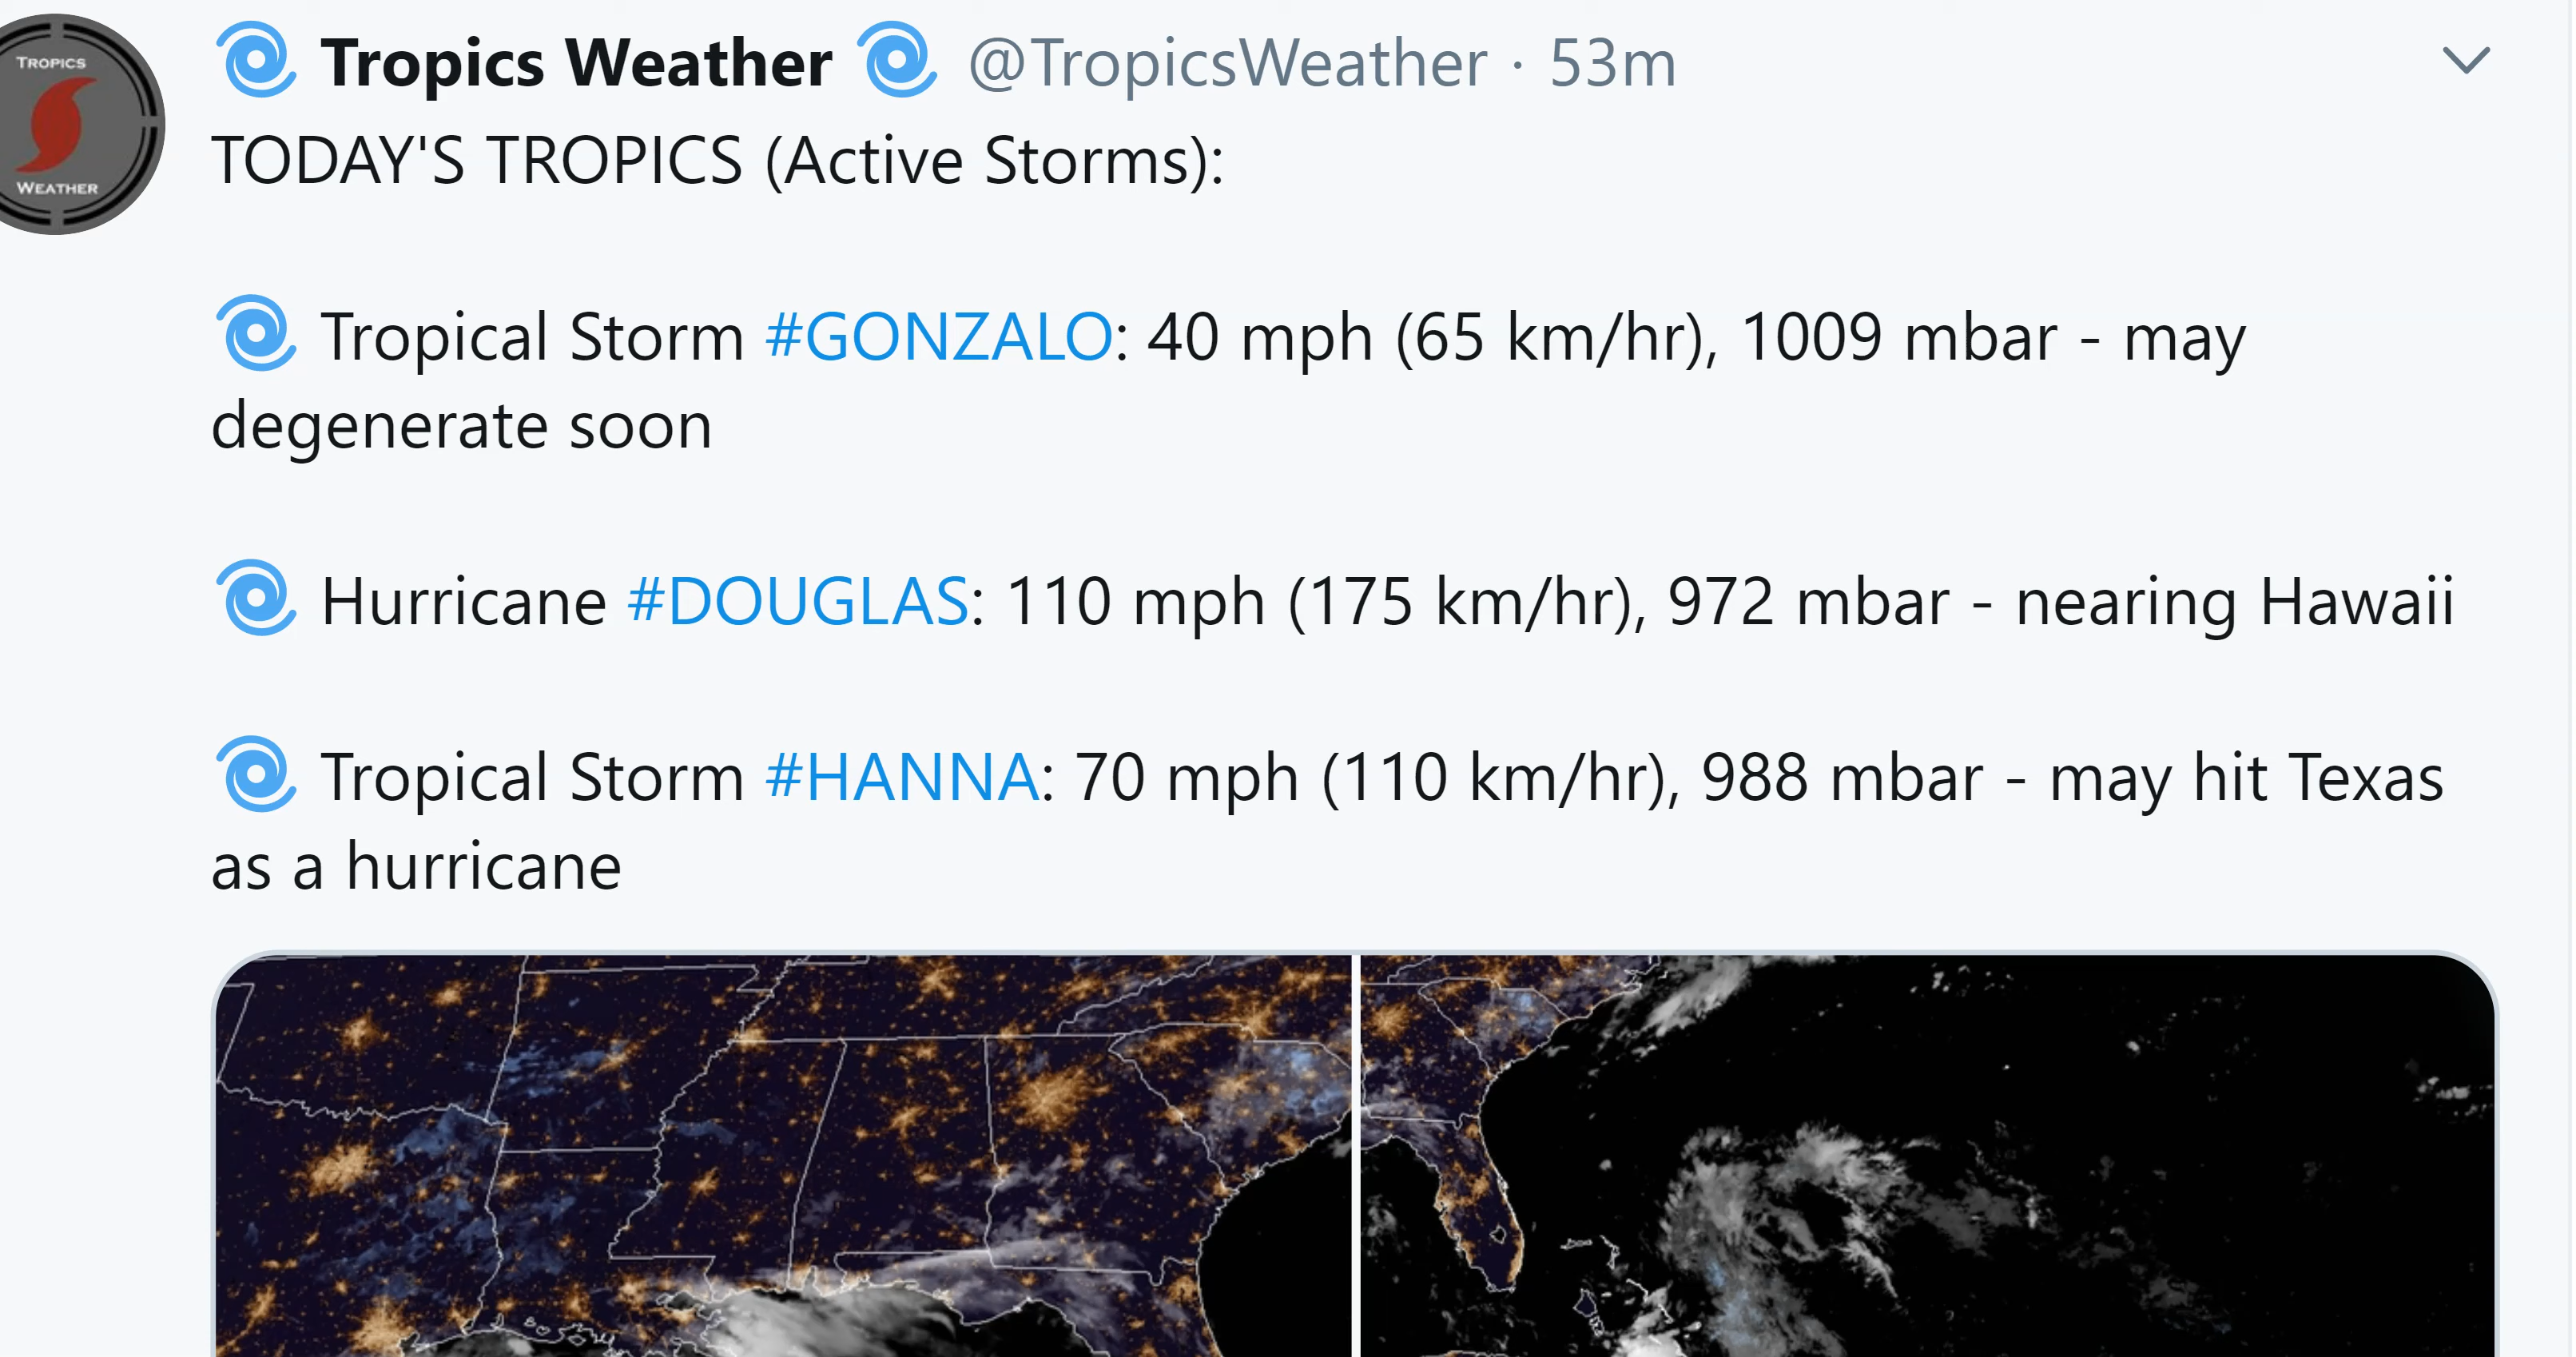 TROPICS
WEATHER
🌀 Tropics Weather 🌀 @TropicsWeather · 53m
TODAY'S TROPICS (Active Storms):
🌀 Tropical Storm #GONZALO: 40 mph (65 km/hr), 1009 mbar - may
degenerate soon
🌀 Hurricane #DOUGLAS: 110 mph (175 km/hr), 972 mbar - nearing Hawaii
🌀 Tropical Storm #HANNA: 70 mph (110 km/hr), 988 mbar - may hit Texas
as a hurricane